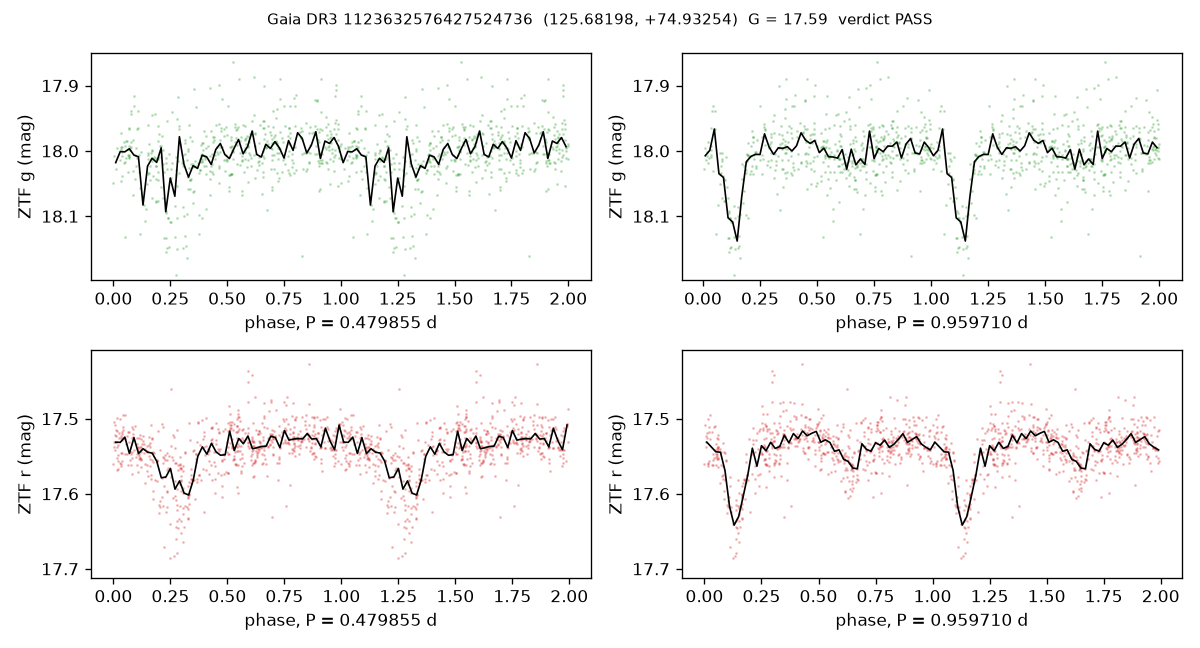 Gaia DR3 1123632576427524736 (125.68198, +74.93254) G = 17.59 verdict PASS
ZTF g (mag)
17.9
18.0
18.1
0.00 0.25 0.50 0.75 1.00 1.25 1.50 1.75 2.00
phase, P = 0.479855 d
ZTF g (mag)
17.9
18.0
18.1
0.00 0.25 0.50 0.75 1.00 1.25 1.50 1.75 2.00
phase, P = 0.959710 d
ZTF r (mag)
17.5
17.6
17.7
0.00 0.25 0.50 0.75 1.00 1.25 1.50 1.75 2.00
phase, P = 0.479855 d
ZTF r (mag)
17.5
17.6
17.7
0.00 0.25 0.50 0.75 1.00 1.25 1.50 1.75 2.00
phase, P = 0.959710 d